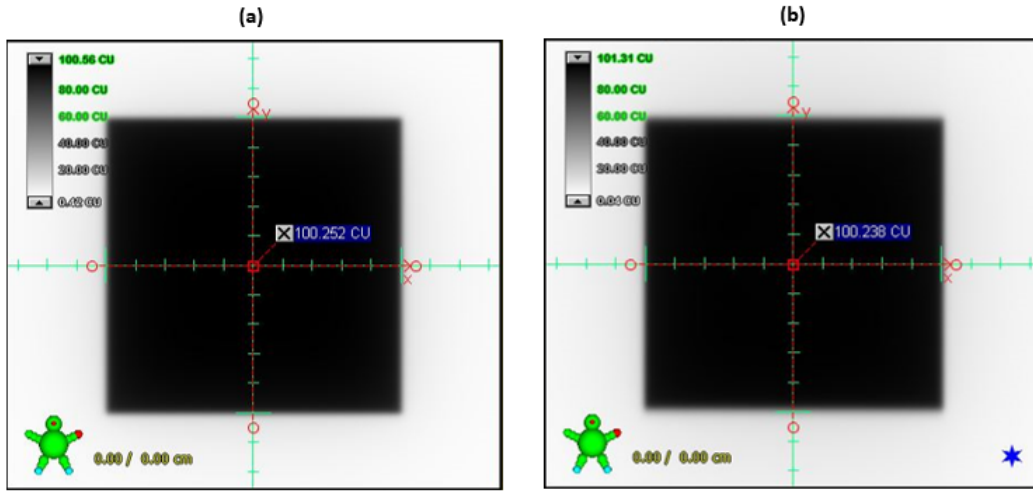 (a)
100.56 CU
80.00 CU
60.00 CU
40.00 CU
20.00 CU
0.42 CU
Y
100.252 CU
X
0.00 / 0.00 cm
(b)
101.31 CU
80.00 CU
60.00 CU
40.00 CU
20.00 CU
0.04 CU
Y
100.238 CU
X
0.00 / 0.00 cm